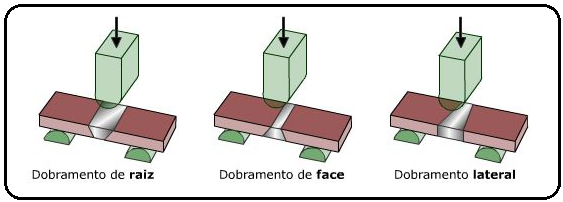 Dobramento de raiz
Dobramento de face
Dobramento lateral